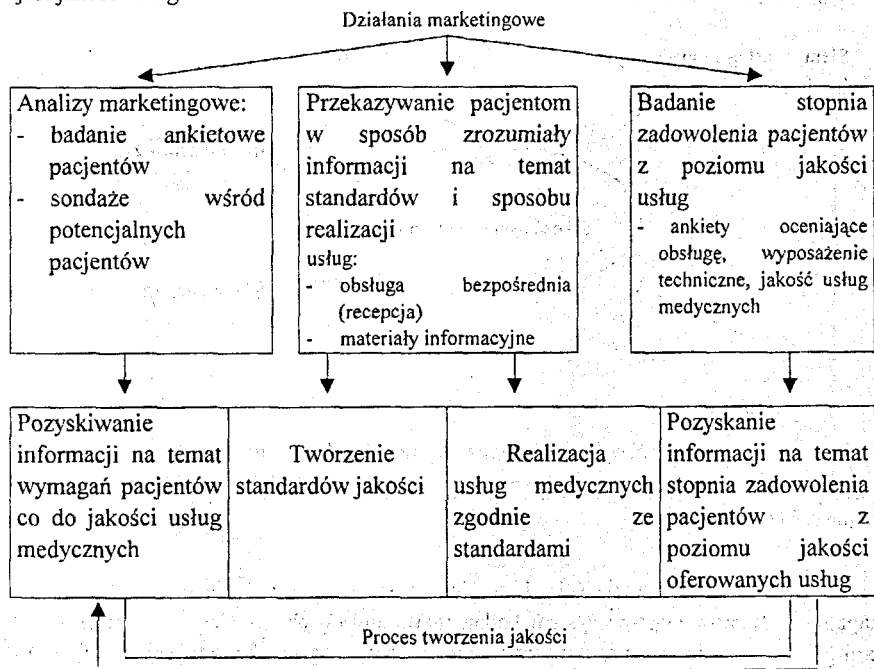 Działania marketingowe
Analizy marketingowe:
- badanie ankietowe
pacjentów
- sondaże wśród
potencjalnych
pacjentów
Przekazywanie pacjentom
w sposób zrozumiały
informacji na temat
standardów i sposobu
realizacji
usług:
- obsługa bezpośrednia
(recepcja)
- materiały informacyjne
Badanie stopnia
zadowolenia pacjentów
z poziomu jakości
usług
- ankiety oceniające
obsługę, wyposażenie
techniczne, jakość usług
medycznych
Pozyskiwanie
informacji na temat
wymagań pacjentów
co do jakości usług
medycznych
Tworzenie
standardów jakości
Realizacja
usług medycznych
zgodnie ze
standardami
Pozyskanie
informacji na temat
stopnia zadowolenia
pacjentów z
poziomu jakości
oferowanych usług
Proces tworzenia jakości